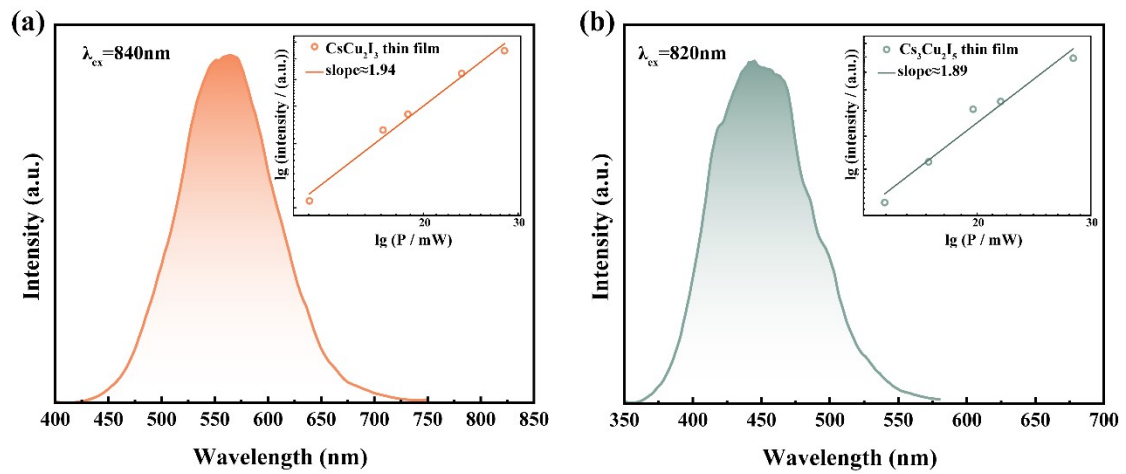 (a)
λex=840nm
CsCu2I3 thin film
slope≈1.94
lg (intensity / (a.u.))
20
30
lg (P / mW)
Intensity (a.u.)
400 450 500 550 600 650 700 750 800 850
Wavelength (nm)
(b)
λex=820nm
Cs3Cu2I5 thin film
slope≈1.89
lg (intensity / (a.u.))
20
30
lg (P / mW)
Intensity (a.u.)
350 400 450 500 550 600 650 700
Wavelength (nm)